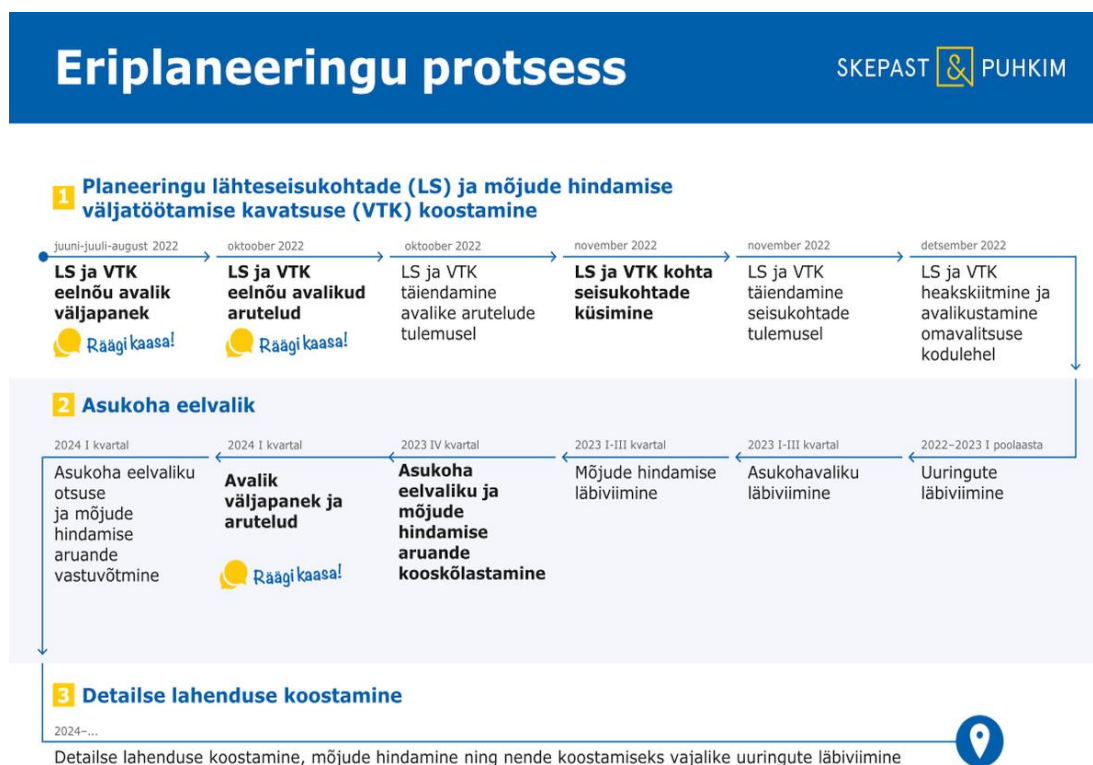 Eriplaneeringu protsess
SKEPAST & PUHKIM
1 Planeeringu lähteseisukohtade (LS) ja mõjude hindamise
väljatöötamise kavatsuse (VTK) koostamine
juuni-juuli-august 2022
LS ja VTK
eelnõu avalik
väljapanek
Räägi kaasa!
oktoober 2022
LS ja VTK
eelnõu avalikud
arutelud
Räägi kaasa!
oktoober 2022
LS ja VTK
täiendamine
avalike arutelude
tulemusel
november 2022
LS ja VTK kohta
seisukohtade
küsimine
november 2022
LS ja VTK
täiendamine
seisukohtade
tulemusel
detsember 2022
LS ja VTK
heakskiitmine ja
avalikustamine
omavalitsuse
kodulehel
2 Asukoha eelvalik
2024 I kvartal
Asukoha eelvaliku
otsuse
ja mõjude
hindamise
aruande
vastuvõtmine
2024 I kvartal
Avalik
väljapanek ja
arutelud
Räägi kaasa!
2023 IV kvartal
Asukoha
eelvaliku ja
mõjude
hindamise
aruande
kooskõlastamine
2023 I-III kvartal
Mõjude hindamise
läbiviimine
2023 I-III kvartal
Asukohavaliku
läbiviimine
2022–2023 I poolaasta
Uuringute
läbiviimine
3 Detailse lahenduse koostamine
2024–...
Detailse lahenduse koostamine, mõjude hindamine ning nende koostamiseks vajalike uuringute läbiviimine